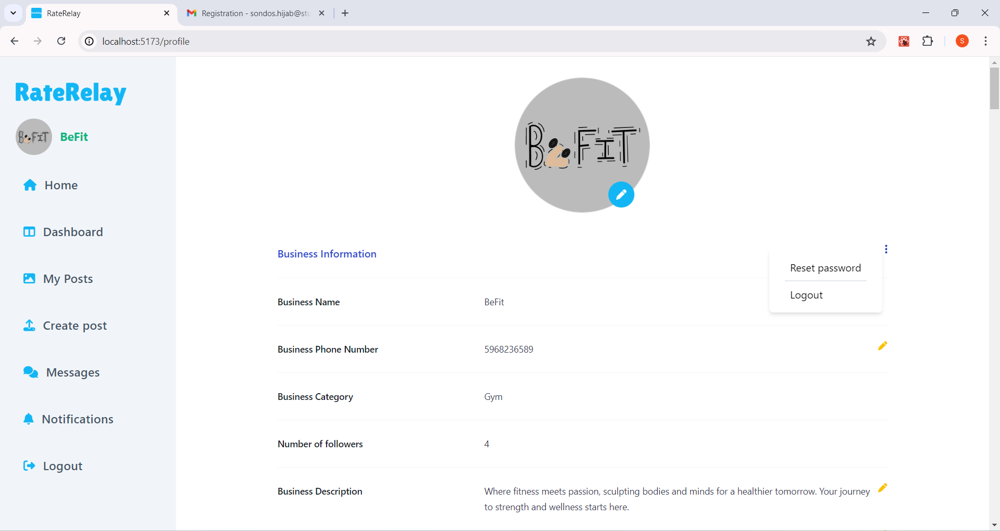 RateRelay
Registration - sondos.hijab@stu
localhost:5173/profile
S
RateRelay
BeFit
BeFit
BeFit
Home
Dashboard
My Posts
Create post
Messages
Notifications
Logout
Business Information
Reset password
Logout
Business Name
BeFit
Business Phone Number
5968236589
Business Category
Gym
Number of followers
4
Business Description
Where fitness meets passion, sculpting bodies and minds for a healthier tomorrow. Your journey
to strength and wellness starts here.